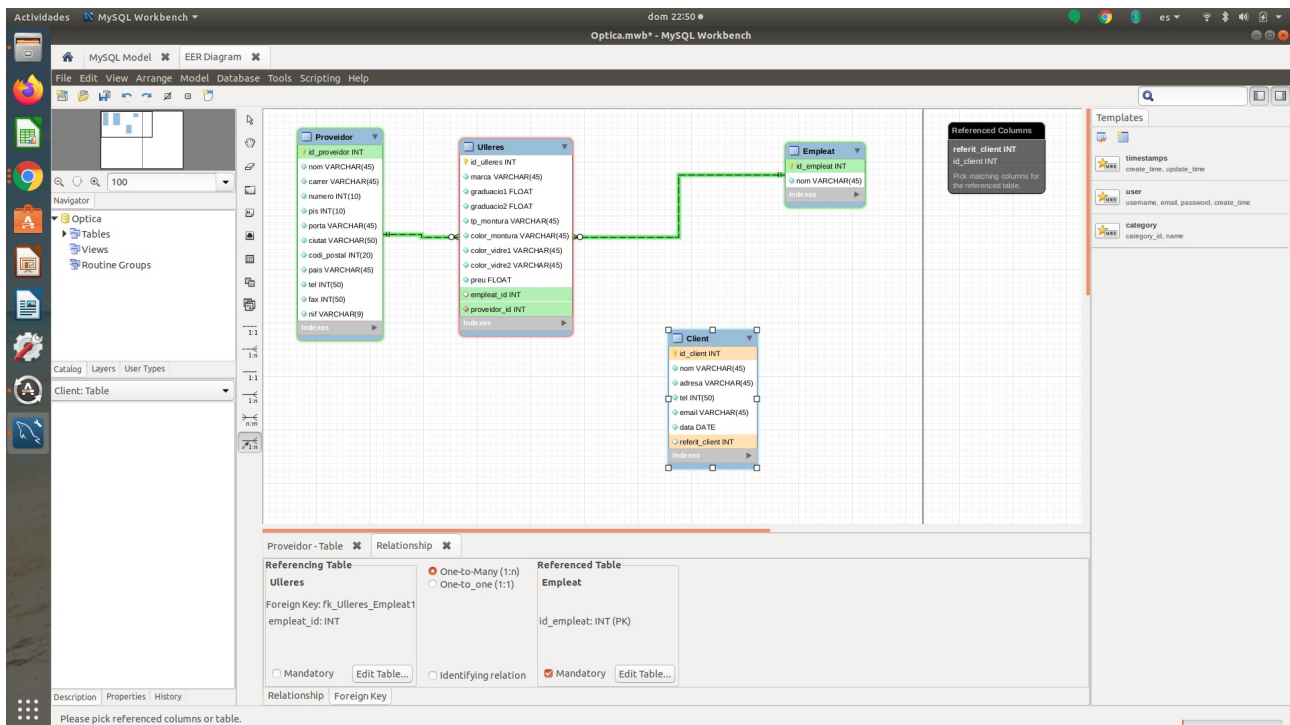 Actividades MySQL Workbench dom 22:50 es
Optica.mwb* - MySQL Workbench
MySQL Model EER Diagram
File Edit View Arrange Model Database Tools Scripting Help
100
Navigator
Optica
Tables
Views
Routine Groups
Catalog Layers User Types
Client: Table
Description Properties History
1:1
1:n
1:1
1:n
n:m
1:n
Proveidor
id_proveidor INT
nom VARCHAR(45)
carrer VARCHAR(45)
numero INT(10)
pis INT(10)
porta VARCHAR(45)
ciutat VARCHAR(50)
codi_postal INT(20)
pais VARCHAR(45)
tel INT(50)
fax INT(50)
nif VARCHAR(9)
Indexes
Ulleres
id_ulleres INT
marca VARCHAR(45)
graduacio1 FLOAT
graduacio2 FLOAT
tp_montura VARCHAR(45)
color_montura VARCHAR(45)
color_vidre1 VARCHAR(45)
color_vidre2 VARCHAR(45)
preu FLOAT
empleat_id INT
proveidor_id INT
Indexes
Empleat
id_empleat INT
nom VARCHAR(45)
Indexes
Client
id_client INT
nom VARCHAR(45)
adresa VARCHAR(45)
tel INT(50)
email VARCHAR(45)
data DATE
referit_client INT
Indexes
Referenced Columns
referit_client INT
id_client INT
Pick matching columns for
the referenced table.
Templates
timestamps
create_time, update_time
user
username, email, password, create_time
category
category_id, name
Proveidor - Table Relationship
Referencing Table
Ulleres
Foreign Key: fk_Ulleres_Empleat1
empleat_id: INT
Mandatory Edit Table...
One-to-Many (1:n)
One-to_one (1:1)
Identifying relation
Referenced Table
Empleat
id_empleat: INT (PK)
Mandatory Edit Table...
Relationship Foreign Key
Please pick referenced columns or table.